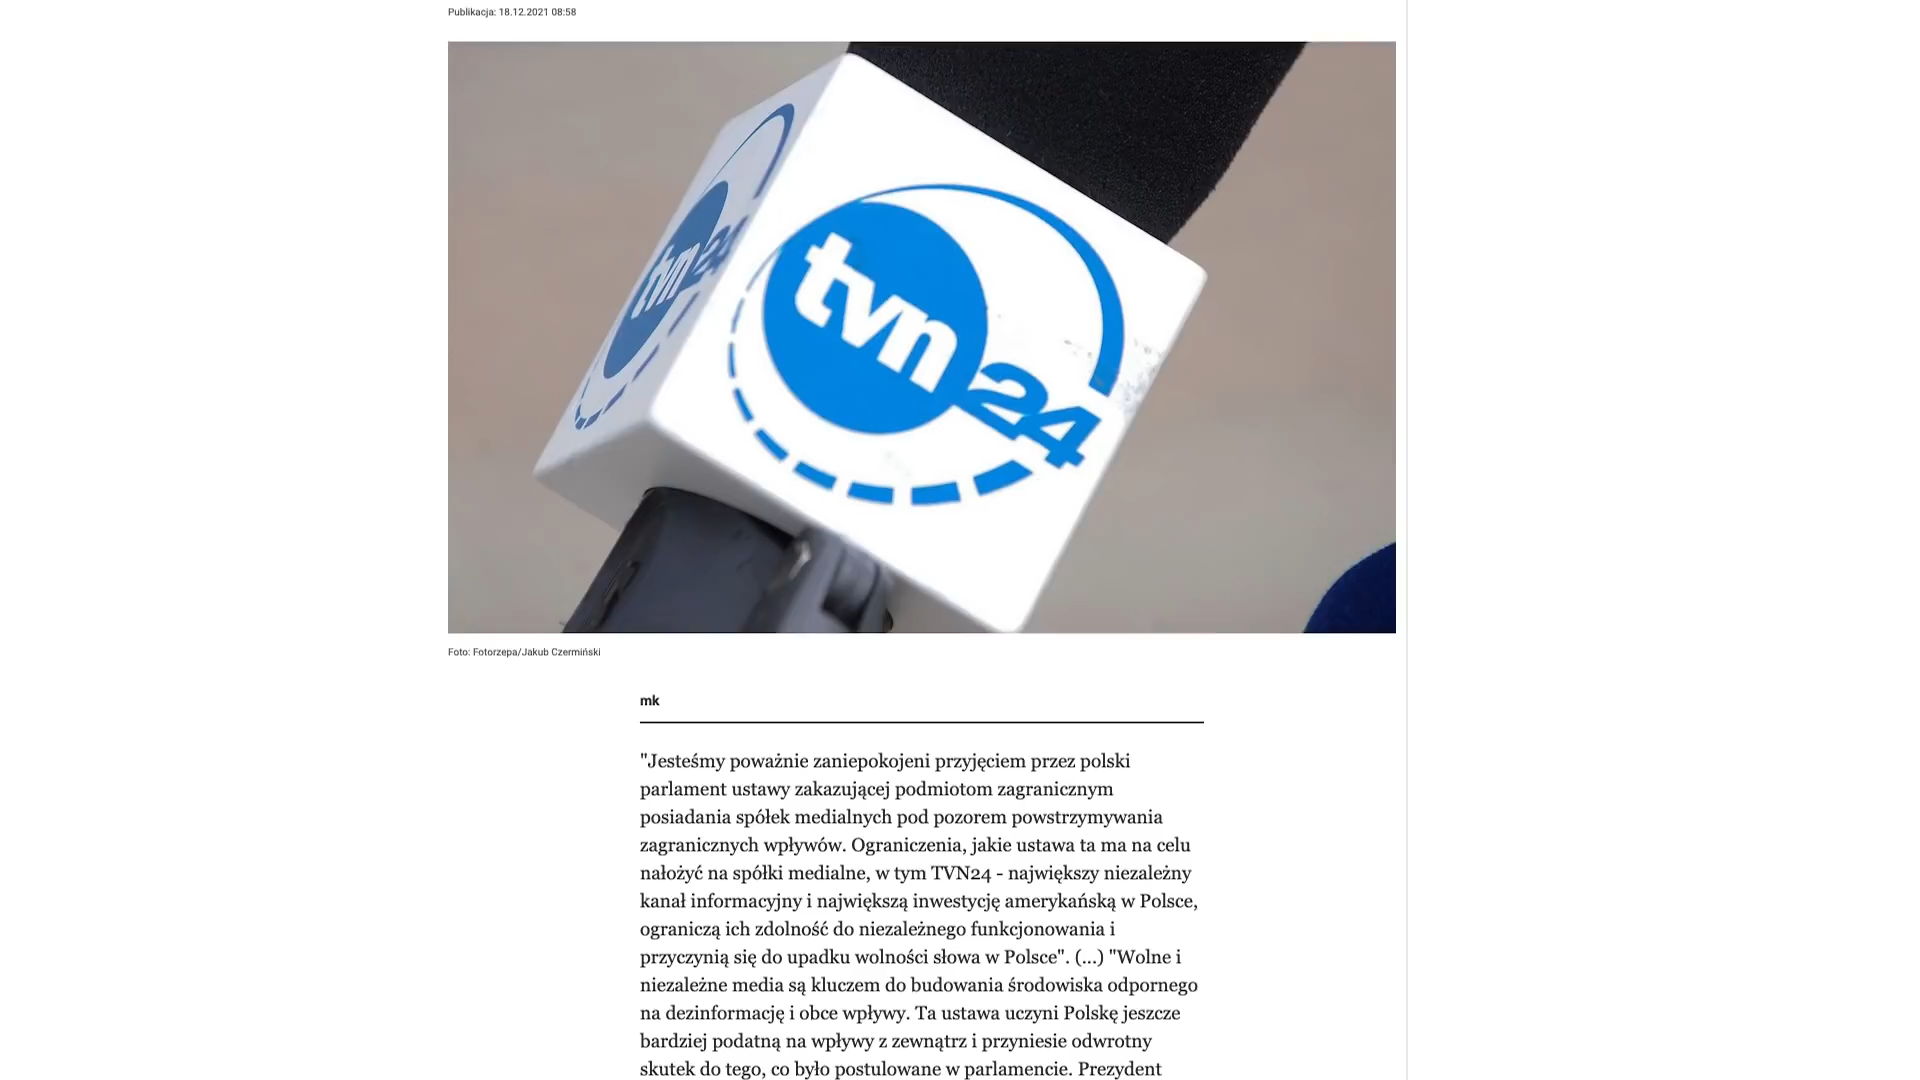 Publikacja: 18.12.2021 08:58
tvn24
tvn24
Foto: Fotorzepa/Jakub Czermiński
mk
"Jesteśmy poważnie zaniepokojeni przyjęciem przez polski
parlament ustawy zakazującej podmiotom zagranicznym
posiadania spółek medialnych pod pozorem powstrzymywania
zagranicznych wpływów. Ograniczenia, jakie ustawa ta ma na celu
nałożyć na spółki medialne, w tym TVN24 - największy niezależny
kanał informacyjny i największą inwestycję amerykańską w Polsce,
ograniczą ich zdolność do niezależnego funkcjonowania i
przyczynią się do upadku wolności słowa w Polsce". (...) "Wolne i
niezależne media są kluczem do budowania środowiska odpornego
na dezinformację i obce wpływy. Ta ustawa uczyni Polskę jeszcze
bardziej podatną na wpływy z zewnątrz i przyniesie odwrotny
skutek do tego, co było postulowane w parlamencie. Prezydent